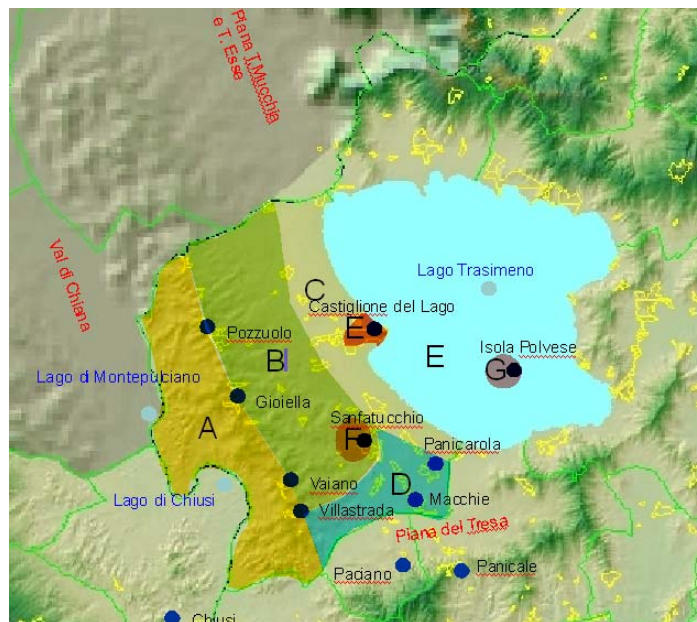 Piana T.Mucchia
e T. Esse
Val di Chiana
Lago Trasimeno
C
Castiglione del Lago
E
E
Isola Polvese
G
Pozzuolo
B
Lago di Montepulciano
Gioiella
A
Sanfatucchio
F
Panicarola
Lago di Chiusi
Vaiano
D
Macchie
Villastrada
Piana del Tresa
Paciano
Panicale
Chiusi